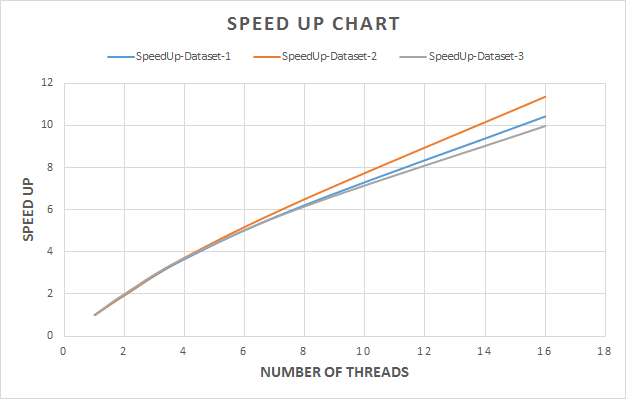 SPEED UP CHART
SpeedUp-Dataset-1 SpeedUp-Dataset-2 SpeedUp-Dataset-3
12
10
8
6
4
2
0
SPEED UP
0 2 4 6 8 10 12 14 16 18
NUMBER OF THREADS